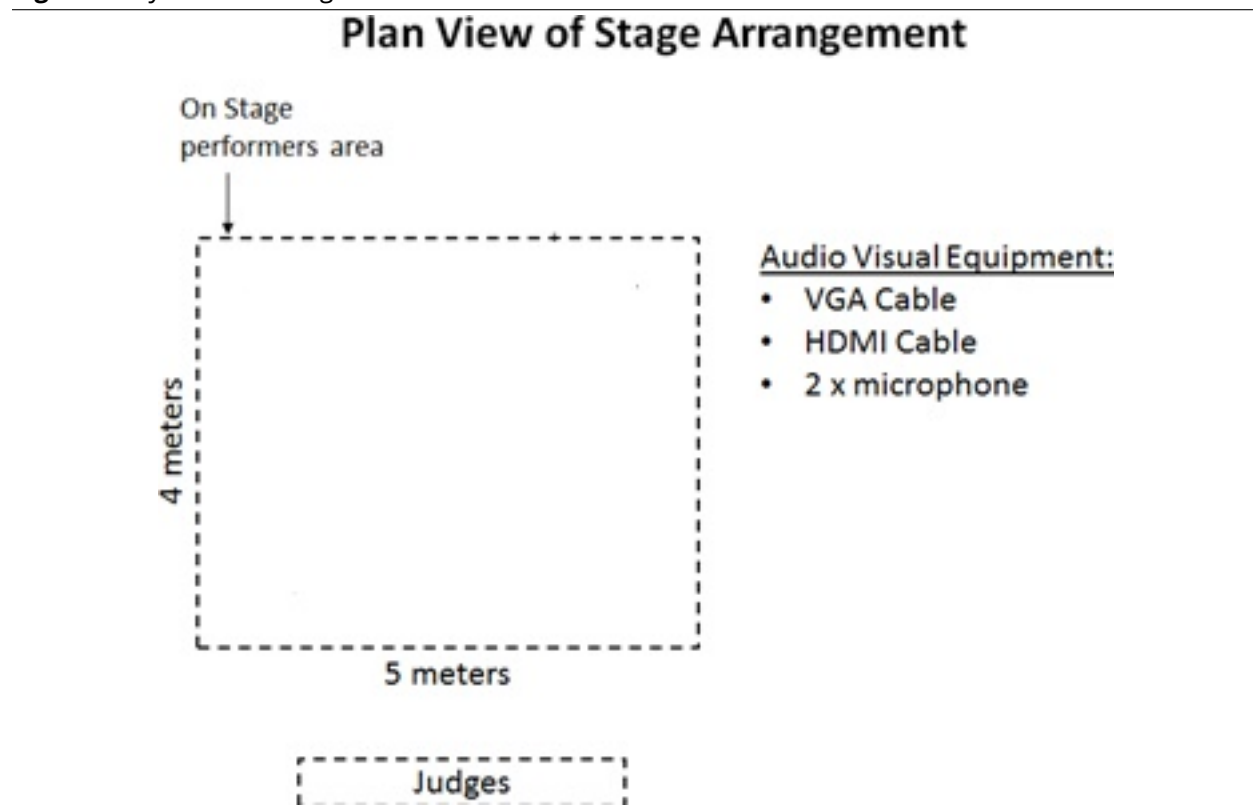 Plan View of Stage Arrangement
On Stage
performers area
Audio Visual Equipment:
• VGA Cable
• HDMI Cable
• 2 x microphone
4 meters
5 meters
Judges